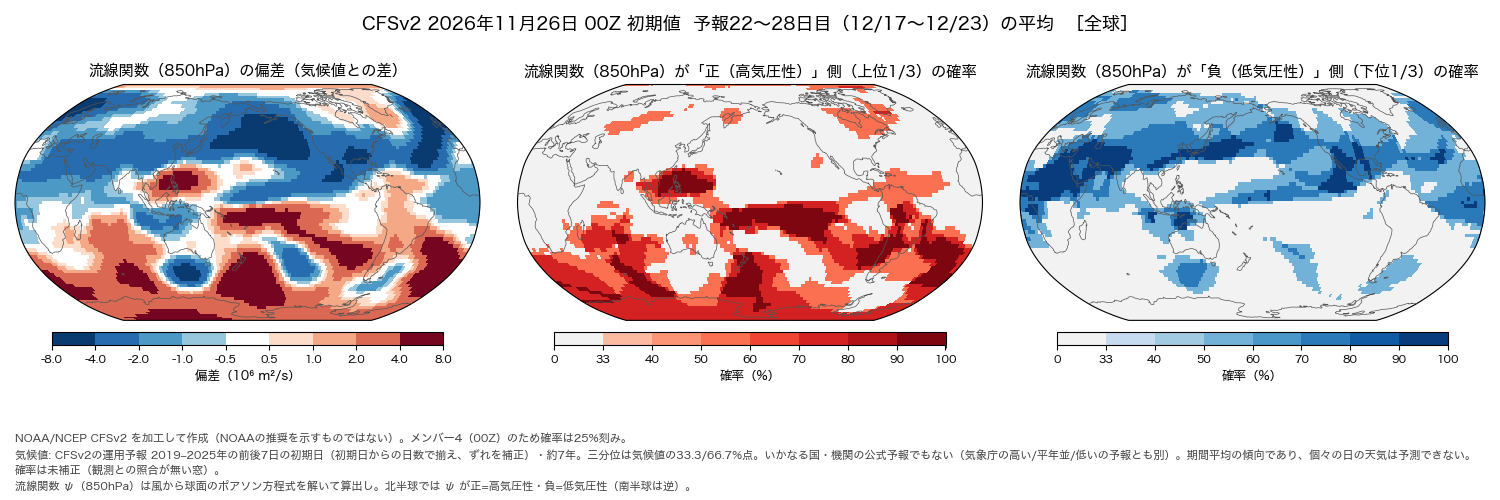 CFSv2 2026年11月26日 00Z 初期値 予報22～28日目（12/17～12/23）の平均 ［全球］
流線関数（850hPa）の偏差（気候値との差）
流線関数（850hPa）が「正（高気圧性）」側（上位1/3）の確率
流線関数（850hPa）が「負（低気圧性）」側（下位1/3）の確率
-8.0 -4.0 -2.0 -1.0 -0.5 0.5 1.0 2.0 4.0 8.0
偏差（10⁶ m²/s）
0 33 40 50 60 70 80 90 100
確率（%）
0 33 40 50 60 70 80 90 100
確率（%）
NOAA/NCEP CFSv2 を加工して作成（NOAAの推奨を示すものではない）。メンバー4（00Z）のため確率は25%刻み。
気候値: CFSv2の運用予報 2019–2025年の前後7日の初期日（初期日からの日数で揃え、ずれを補正）・約7年。三分位は気候値の33.3/66.7%点。いかなる国・機関の公式予報でもない（気象庁の高い/平年並/低いの予報とも別）。期間平均の傾向であり、個々の日の天気は予測できない。
確率は未補正（観測との照合が無い窓）。
流線関数 ψ（850hPa）は風から球面のポアソン方程式を解いて算出し。北半球では ψ が正=高気圧性・負=低気圧性（南半球は逆）。